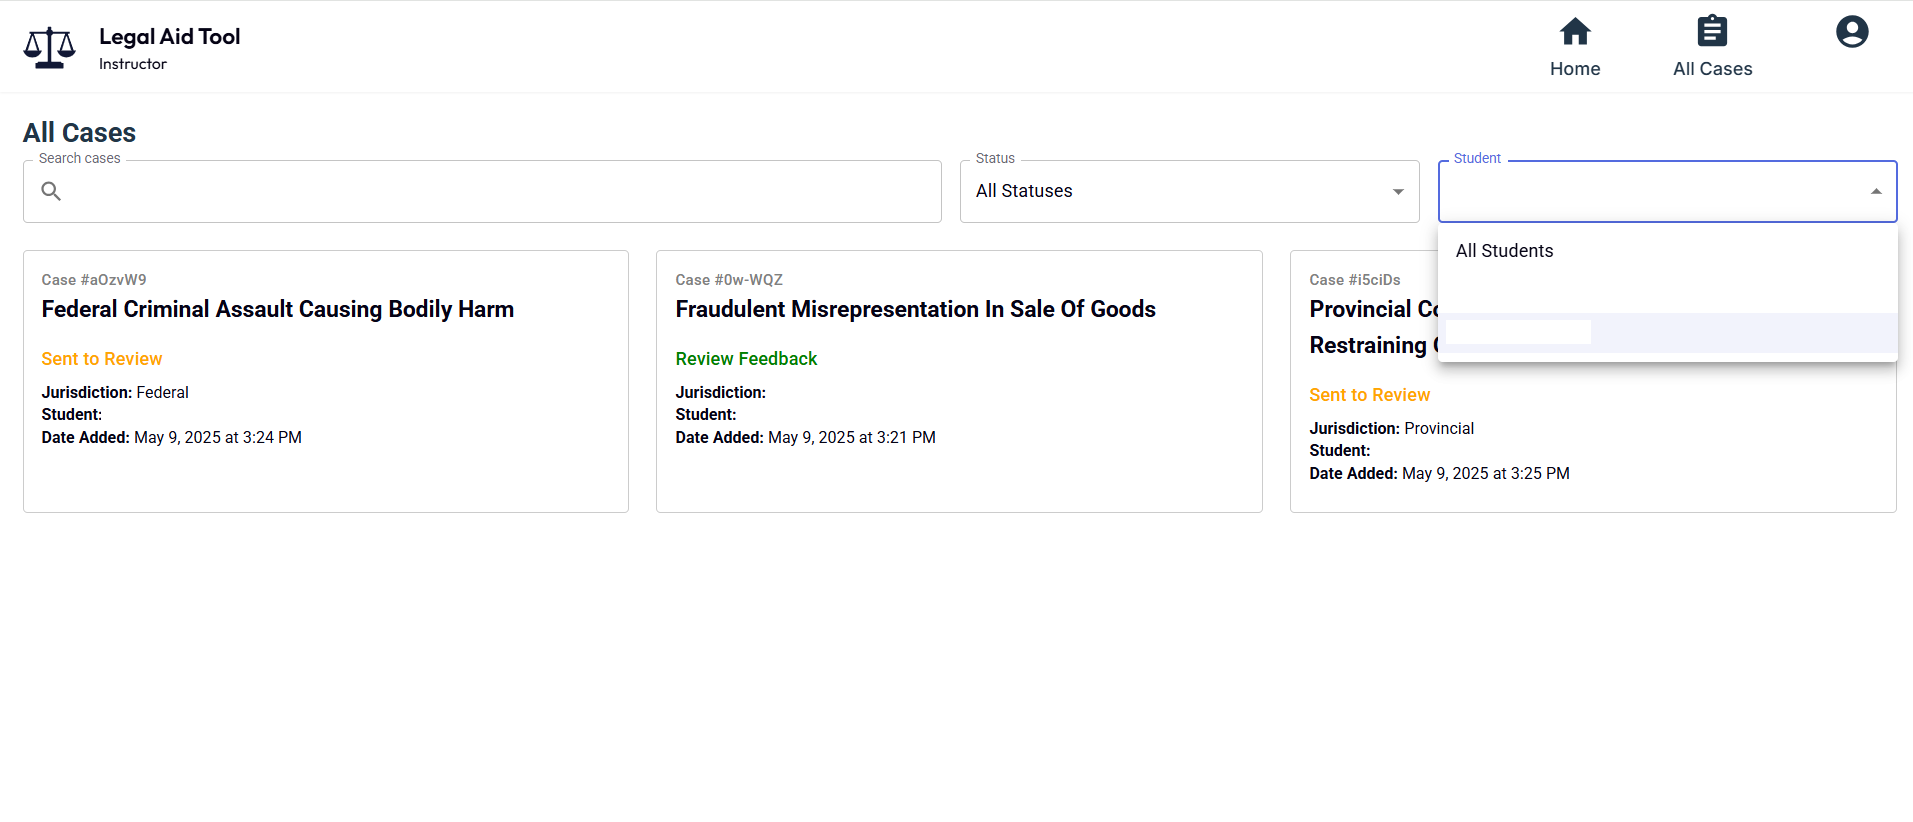 Legal Aid Tool
Instructor
Home
All Cases
All Cases
Search cases
Status
All Statuses
Student
All Students
Case #aOzvW9
Federal Criminal Assault Causing Bodily Harm
Sent to Review
Jurisdiction: Federal
Student:
Date Added: May 9, 2025 at 3:24 PM
Case #0w-WQZ
Fraudulent Misrepresentation In Sale Of Goods
Review Feedback
Jurisdiction:
Student:
Date Added: May 9, 2025 at 3:21 PM
Case #i5ciDs
Provincial
Restraining
Sent to Review
Jurisdiction: Provincial
Student:
Date Added: May 9, 2025 at 3:25 PM